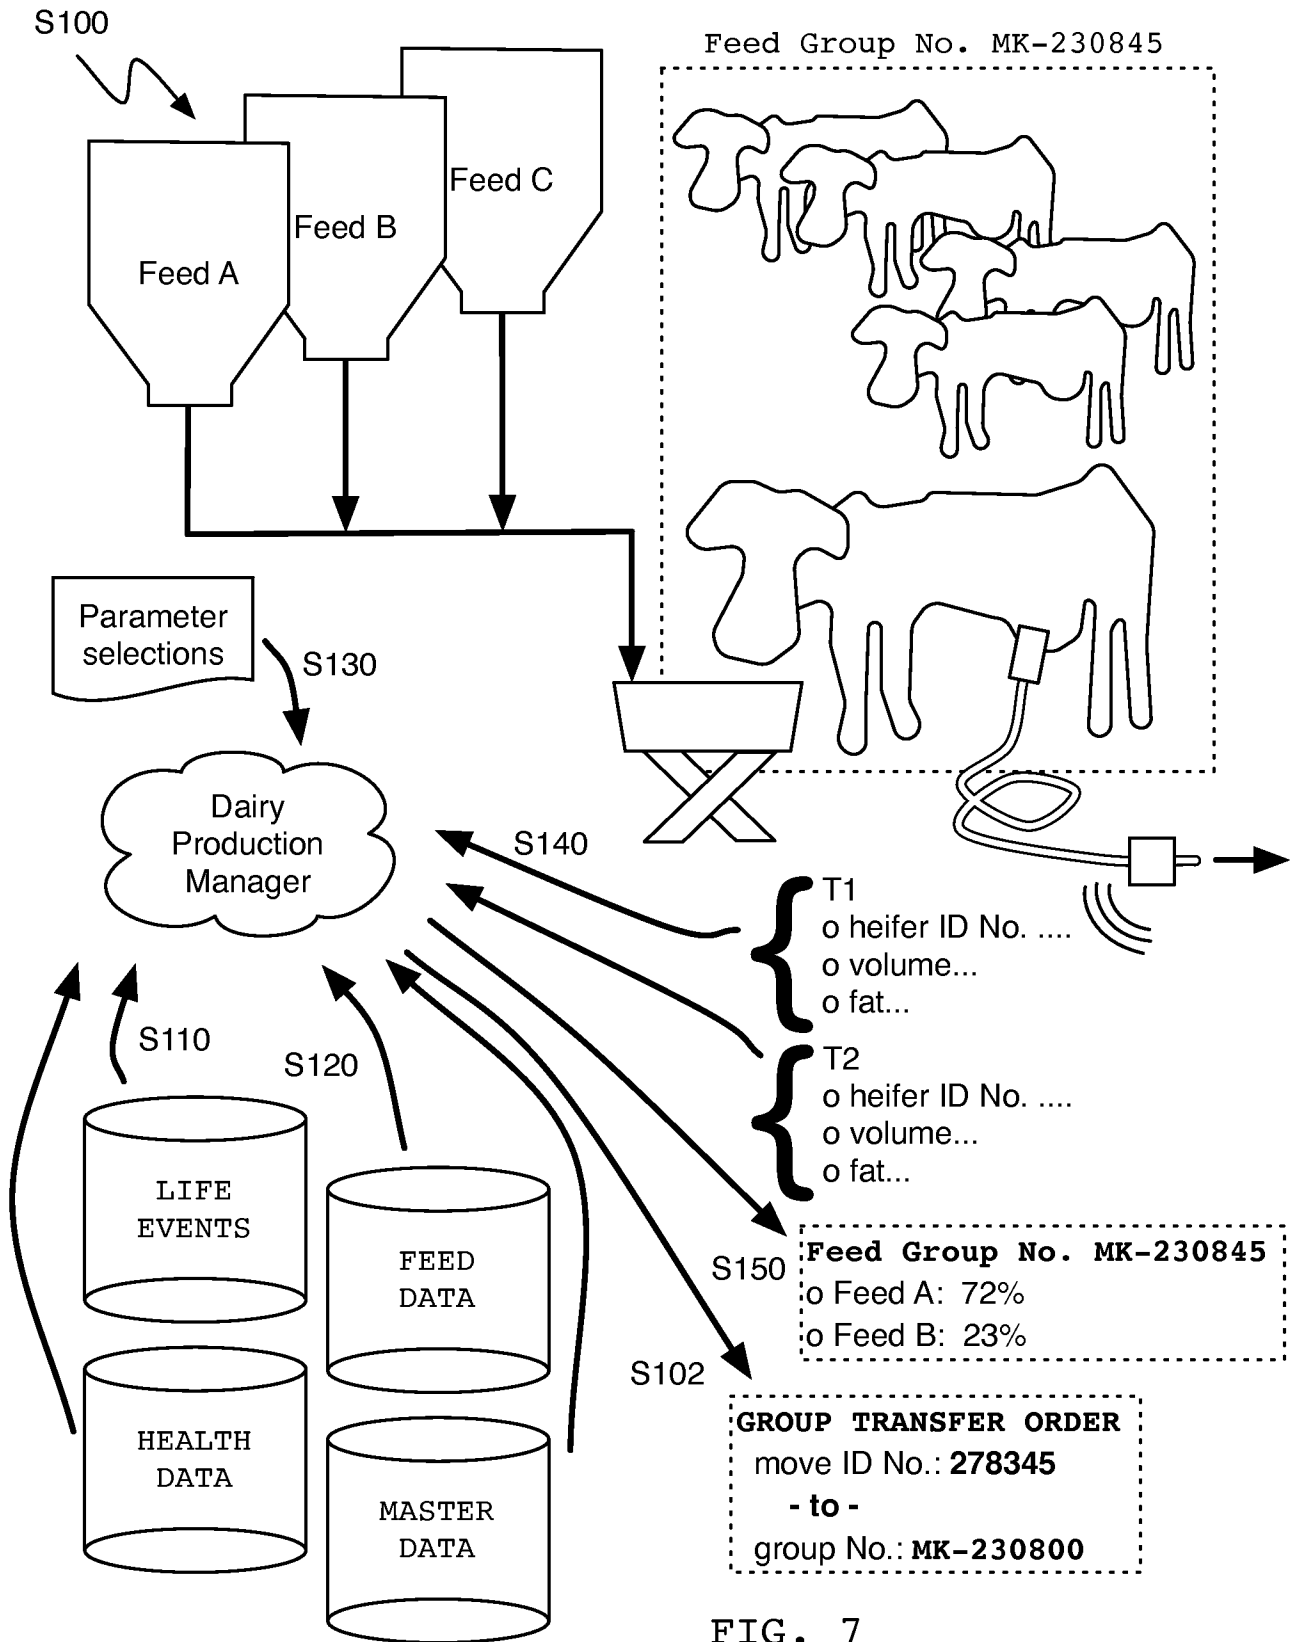 S100
Feed Group No. MK-230845
Feed C
Feed B
Feed A
Parameter
selections
S130
Dairy
Production
Manager
S140
T1
o heifer ID No. ....
o volume...
o fat...
S110
S120
T2
o heifer ID No. ....
o volume...
o fat...
LIFE
EVENTS
FEED
DATA
S150
Feed Group No. MK-230845
o Feed A: 72%
o Feed B: 23%
S102
GROUP TRANSFER ORDER
move ID No.: 278345
- to -
group No.: MK-230800
HEALTH
DATA
MASTER
DATA
FIG. 7